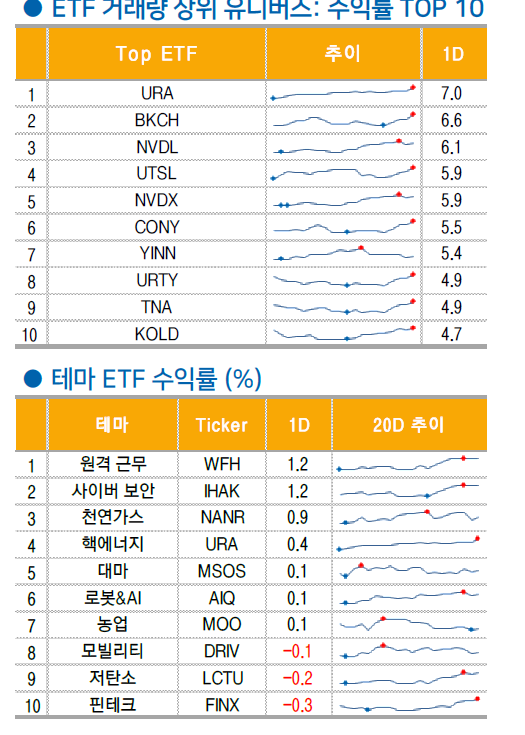 ● ETF 거래량 상위 유니버스: 수익률 TOP 10
Top ETF 추이 1D
1 URA 7.0
2 BKCH 6.6
3 NVDL 6.1
4 UTSL 5.9
5 NVDX 5.9
6 CONY 5.5
7 YINN 5.4
8 URTY 4.9
9 TNA 4.9
10 KOLD 4.7
● 테마 ETF 수익률 (%)
테마 Ticker 1D 20D 추이
1 원격 근무 WFH 1.2
2 사이버 보안 IHAK 1.2
3 천연가스 NANR 0.9
4 핵에너지 URA 0.4
5 대마 MSOS 0.1
6 로봇&AI AIQ 0.1
7 농업 MOO 0.1
8 모빌리티 DRIV -0.1
9 저탄소 LCTU -0.2
10 핀테크 FINX -0.3